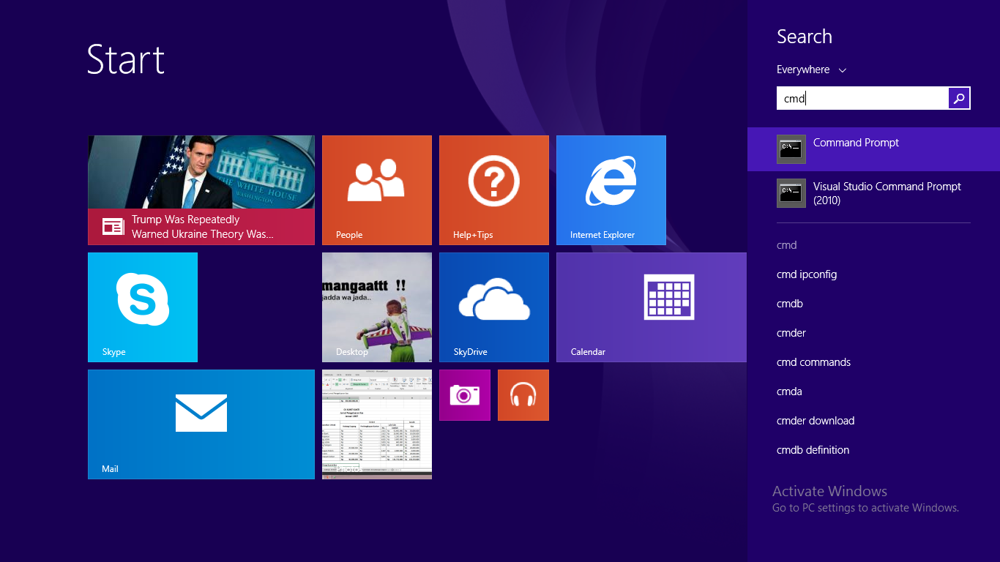 Start
THE WHITE HOUSE
WASHINGTON
Trump Was Repeatedly
Warned Ukraine Theory Was...
People
Help+Tips
Internet Explorer
Skype
mangaattt !!
jadda wa jada..
Desktop
SkyDrive
Calendar
Mail
Search
Everywhere
cmd
Command Prompt
Visual Studio Command Prompt
(2010)
cmd
cmd ipconfig
cmdb
cmder
cmd commands
cmda
cmder download
cmdb definition
Activate Windows
Go to PC settings to activate Windows.